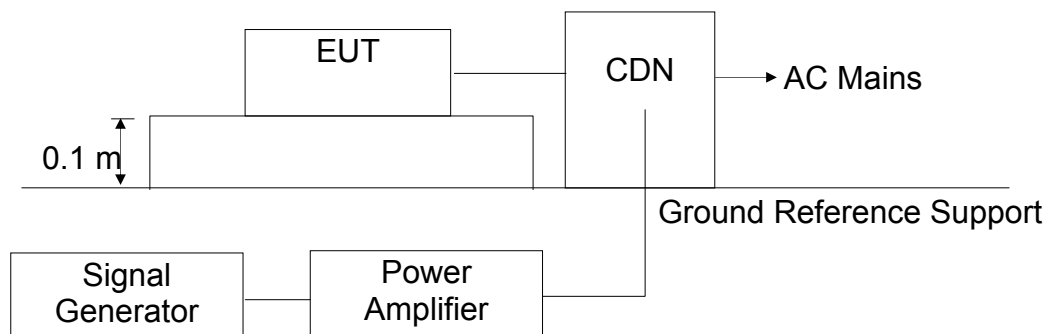 EUT
CDN
AC Mains
0.1 m
Ground Reference Support
Signal
Generator
Power
Amplifier